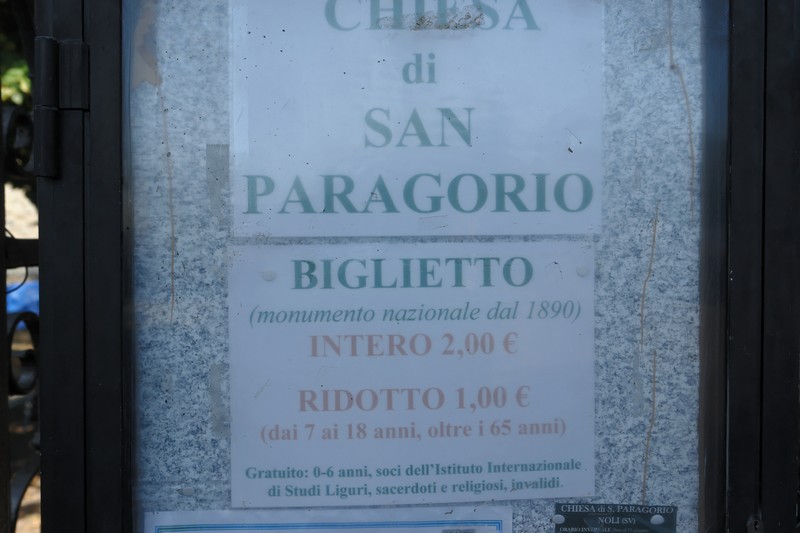 CHIESA
di
SAN
PARAGORIO
BIGLIETTO
(monumento nazionale dal 1890)
INTERO 2,00 €
RIDOTTO 1,00 €
(dai 7 ai 18 anni, oltre i 65 anni)
Gratuito: 0-6 anni, soci dell'Istituto Internazionale
di Studi Liguri, sacerdoti e religiosi, invalidi.
CHIESA di S. PARAGORIO
NOLI (SV)